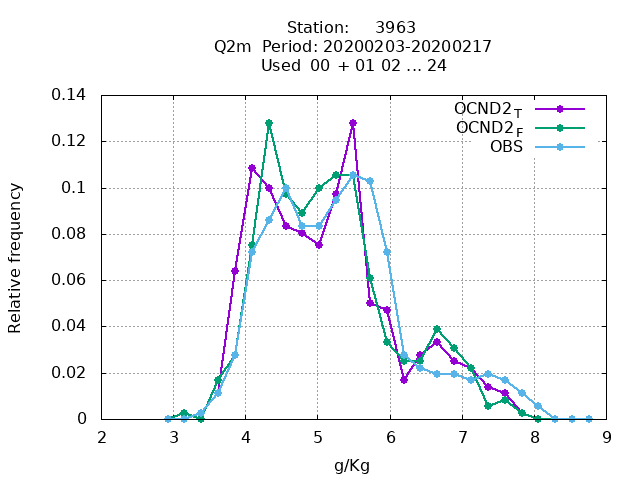 Station: 3963
Q2m Period: 20200203-20200217
Used 00 + 01 02 ... 24
0.14
0.12
0.1
0.08
0.06
0.04
0.02
0
Relative frequency
OCND2_T
OCND2_F
OBS
2 3 4 5 6 7 8 9
g/Kg